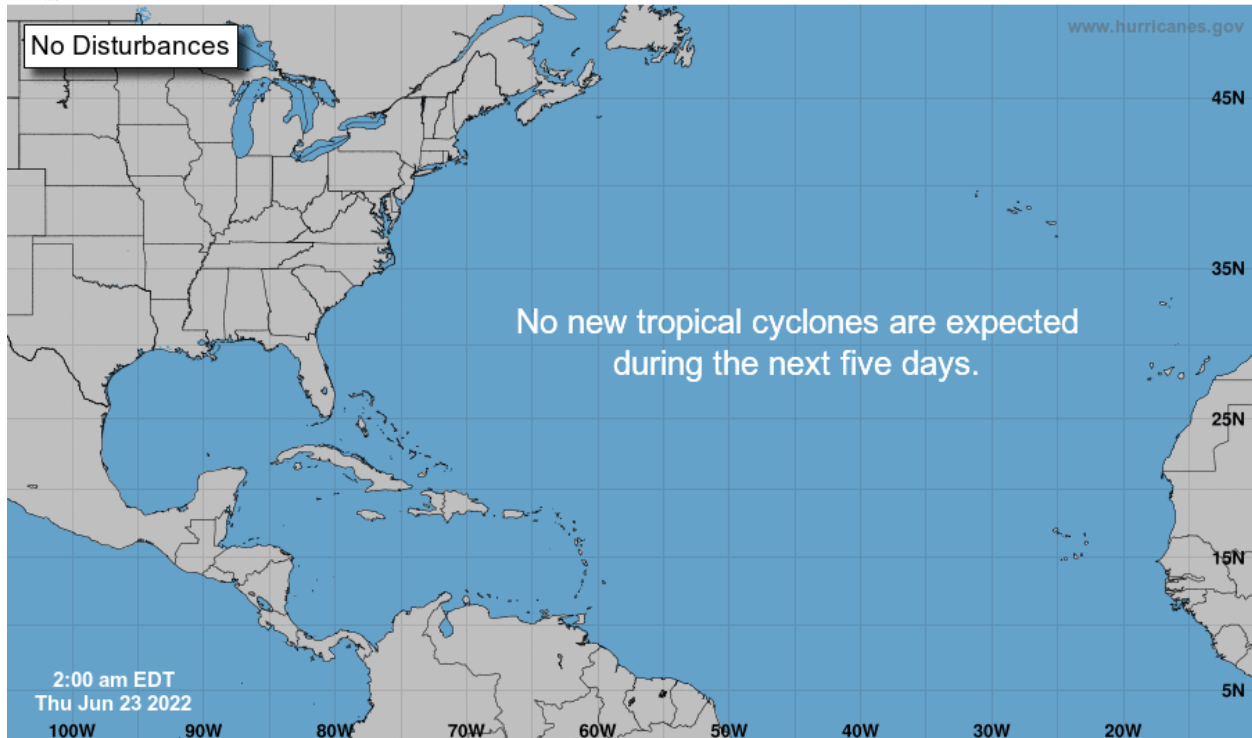 No Disturbances
www.hurricanes.gov
45N
35N
No new tropical cyclones are expected
during the next five days.
25N
15N
2:00 am EDT
Thu Jun 23 2022
5N
100W 90W 80W 70W 60W 50W 40W 30W 20W